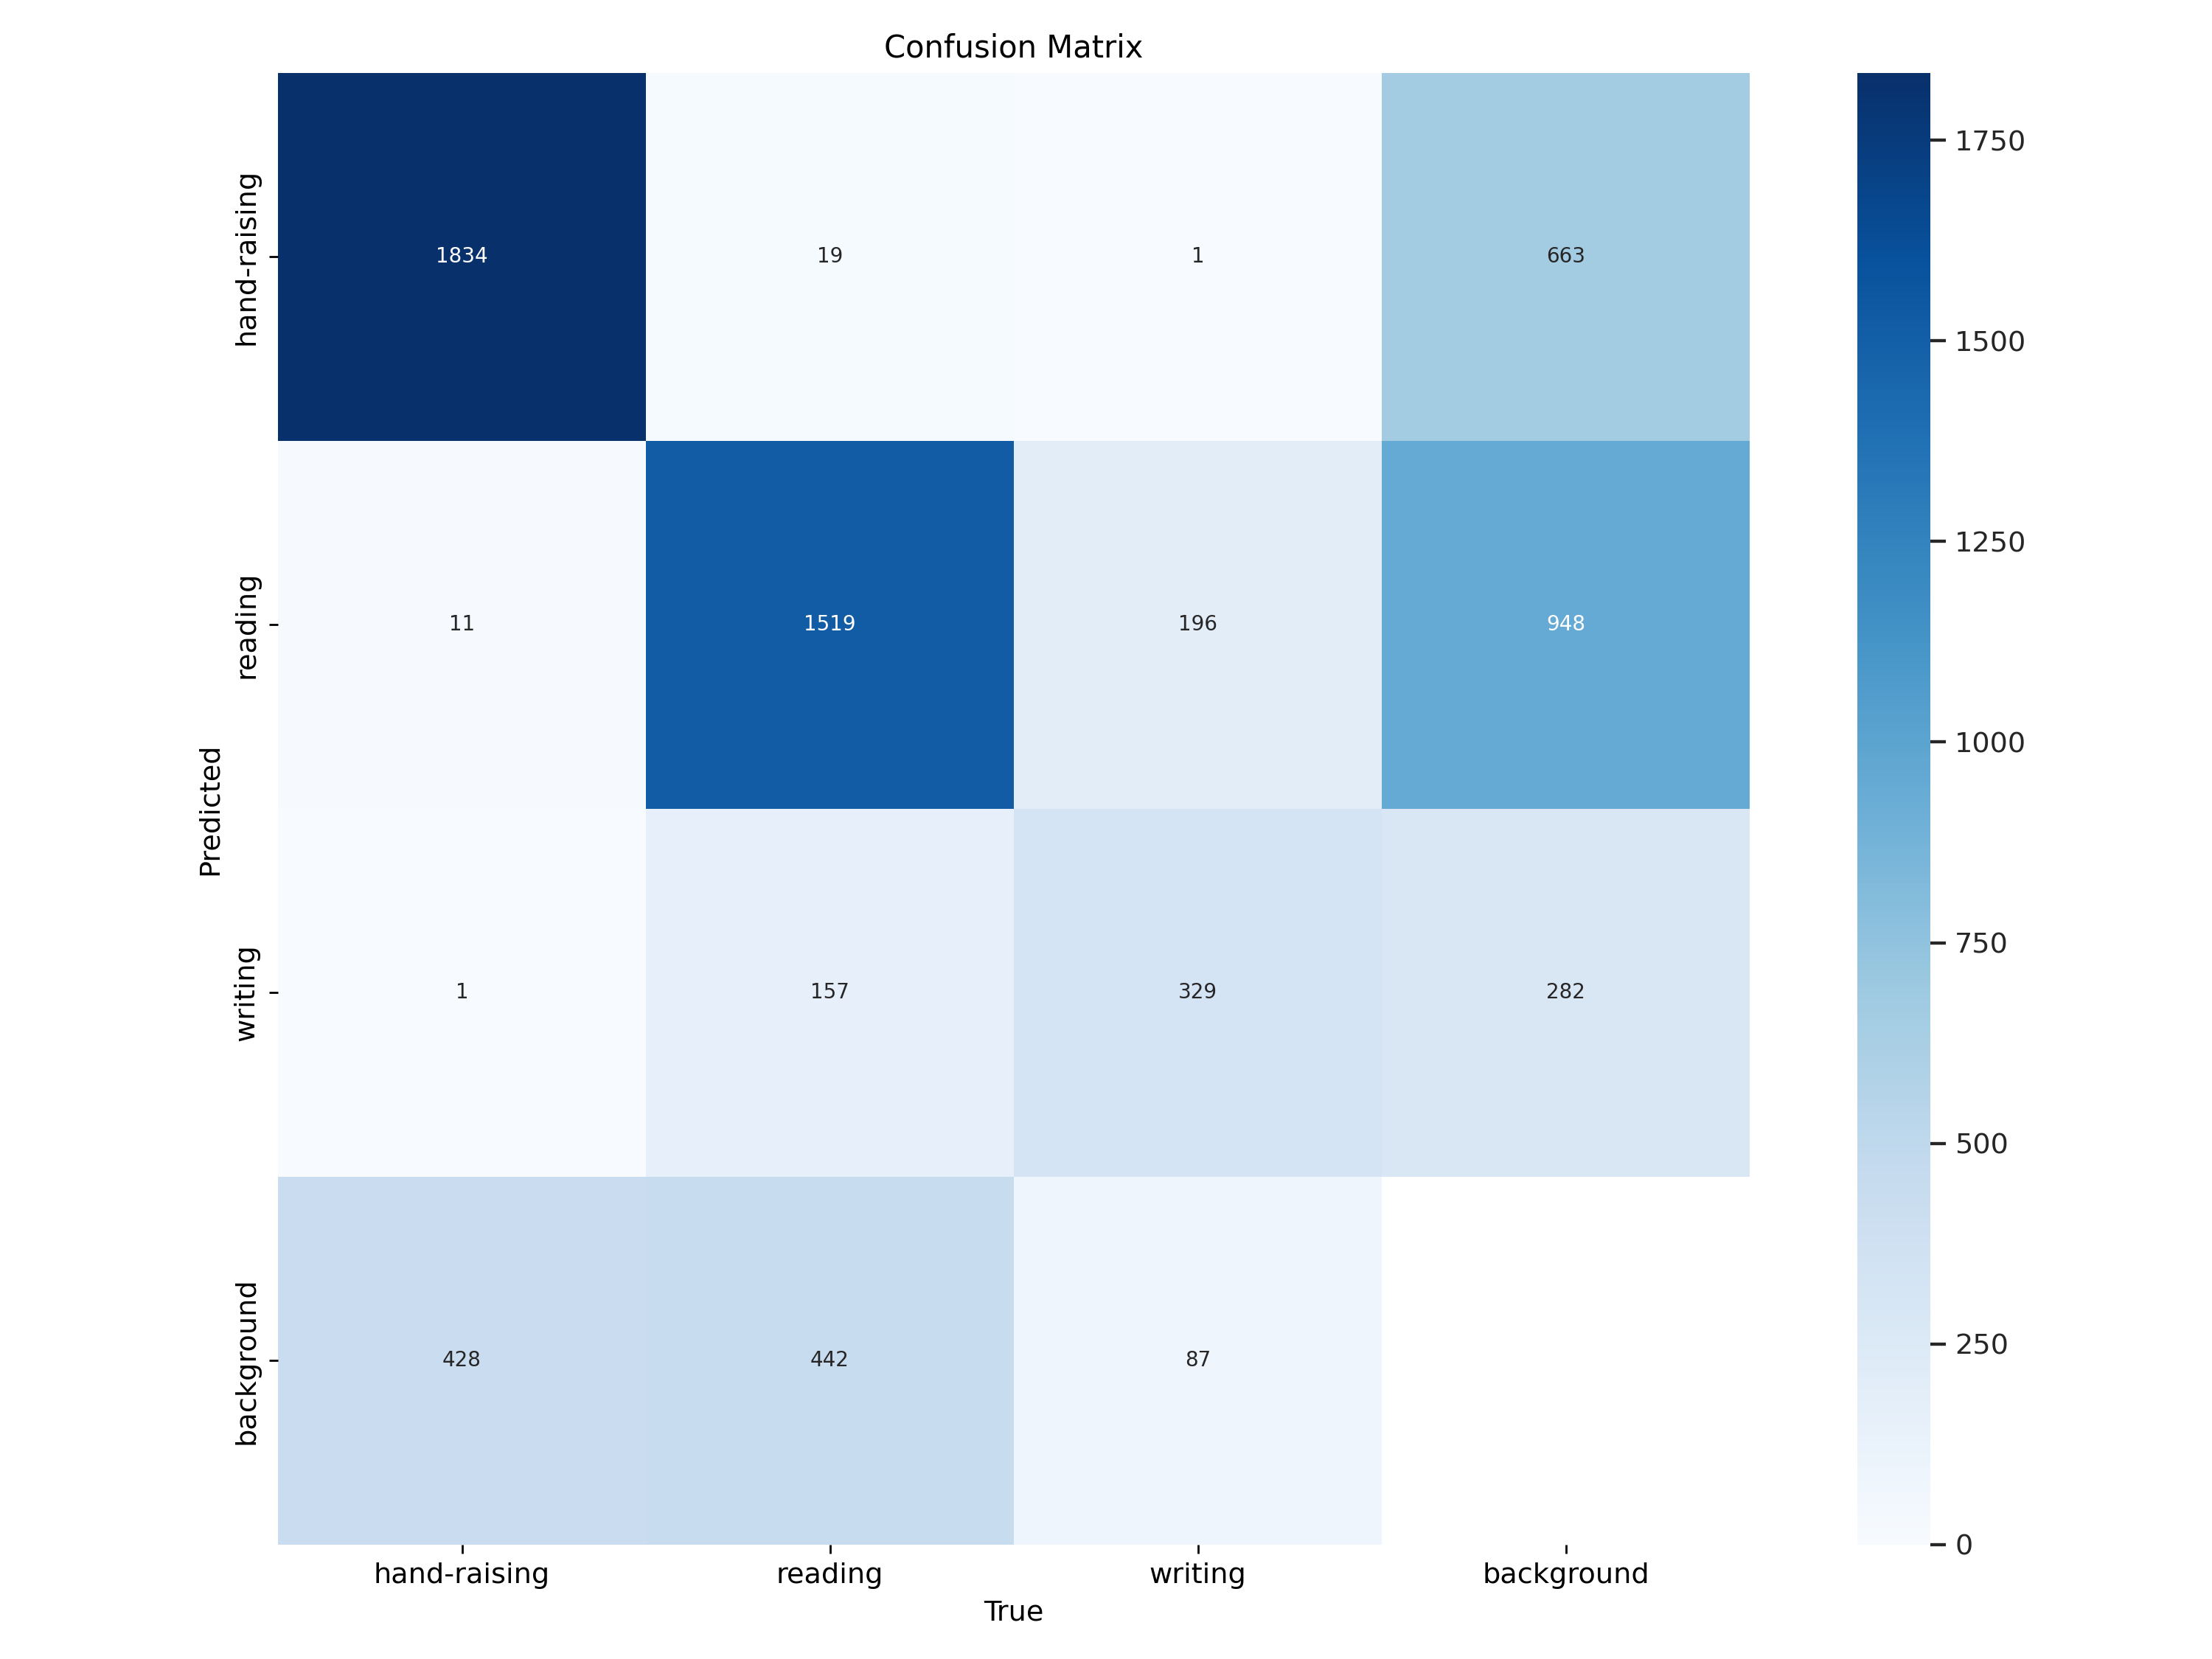 Confusion Matrix
hand-raising
1834 19 1 663
reading
11 1519 196 948
writing
1 157 329 282
background
428 442 87
Predicted
hand-raising reading writing background
True
1750
1500
1250
1000
750
500
250
0